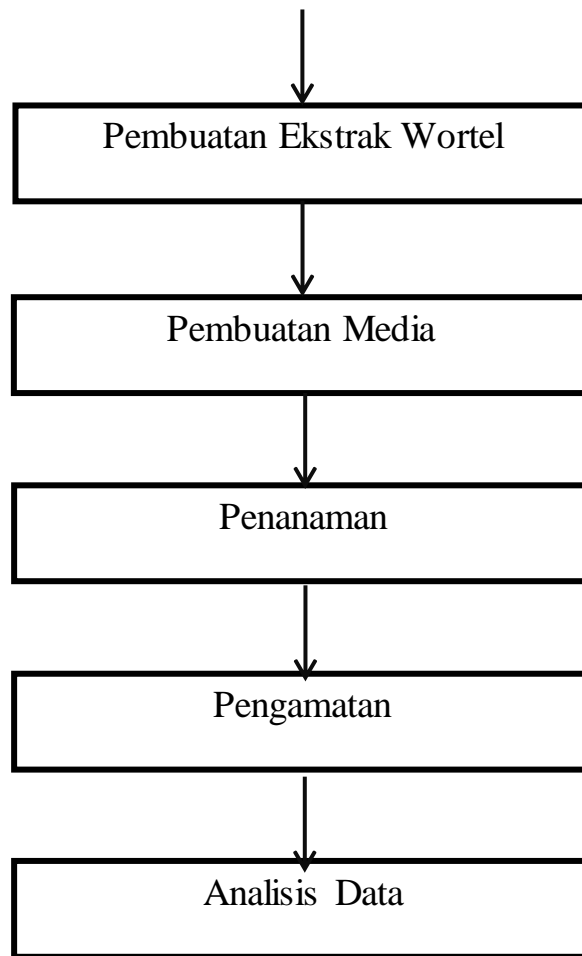 Pembuatan Ekstrak Wortel
Pembuatan Media
Penanaman
Pengamatan
Analisis Data